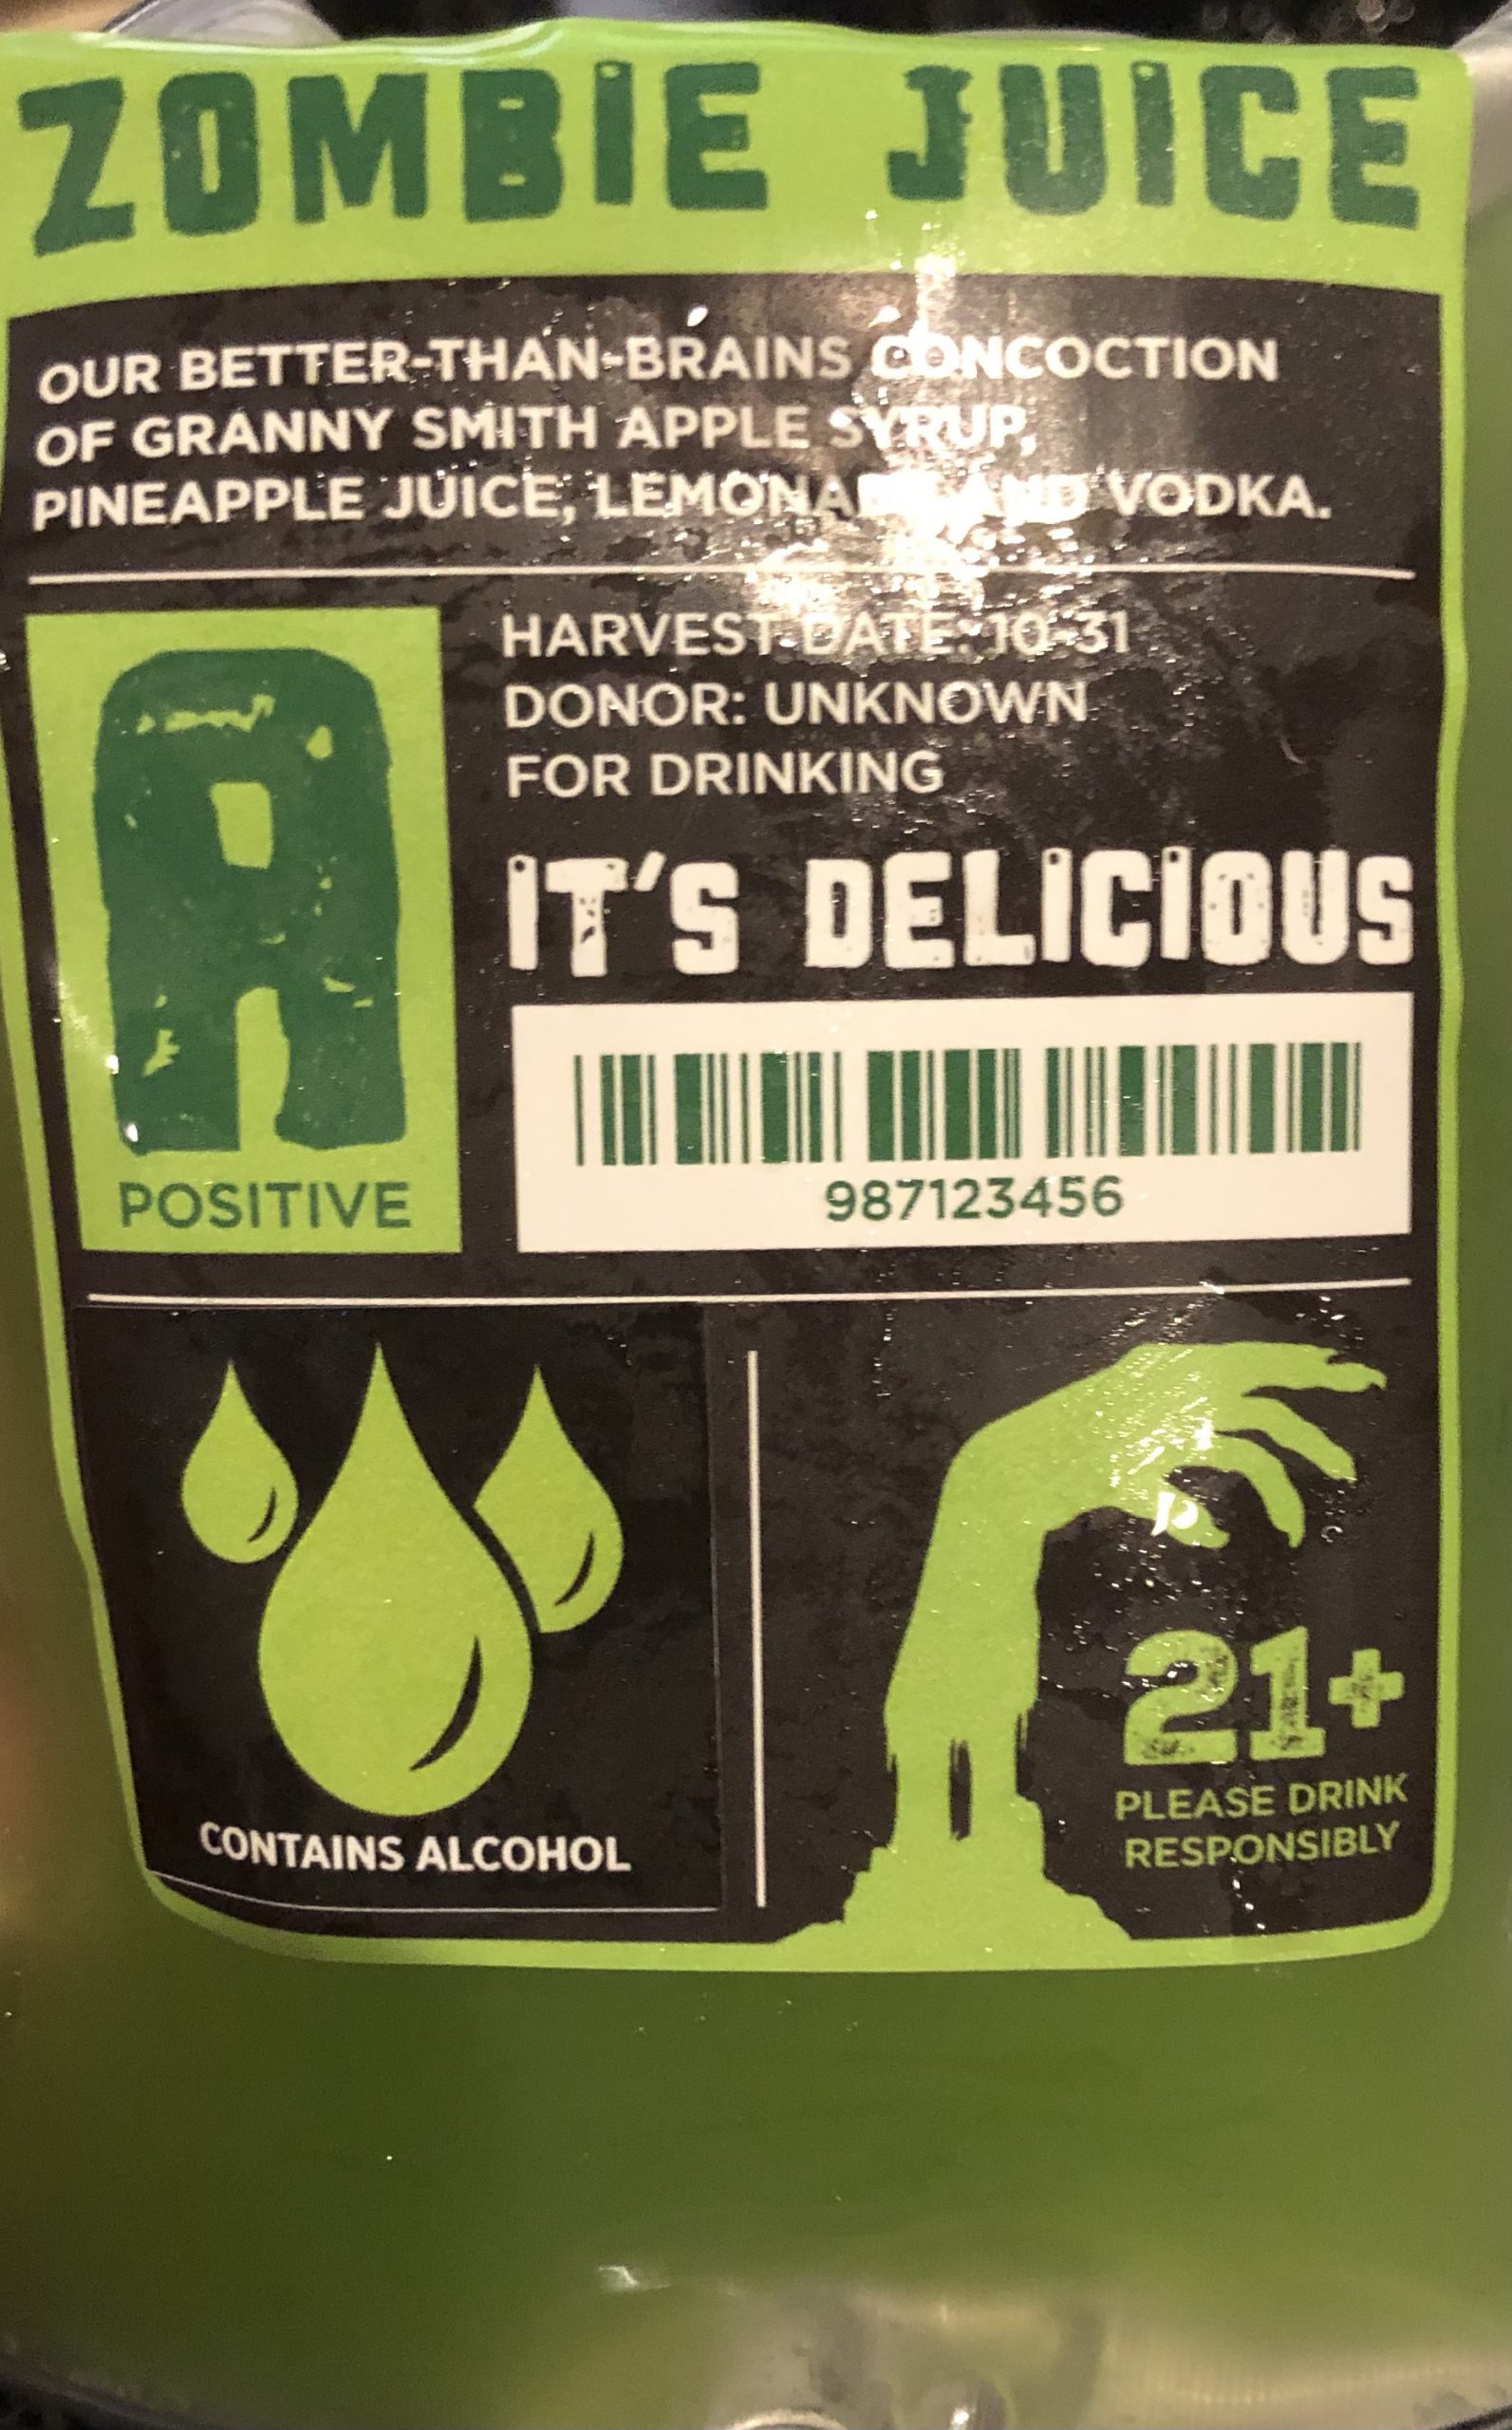 ZOMBIE JUICE
OUR BETTER-THAN-BRAINS CONCOCTION
OF GRANNY SMITH APPLE SYRUP,
PINEAPPLE JUICE, LEMONADE AND VODKA.
A
POSITIVE
HARVEST DATE: 10-31
DONOR: UNKNOWN
FOR DRINKING
IT'S DELICIOUS
987123456
CONTAINS ALCOHOL
21+
PLEASE DRINK
RESPONSIBLY